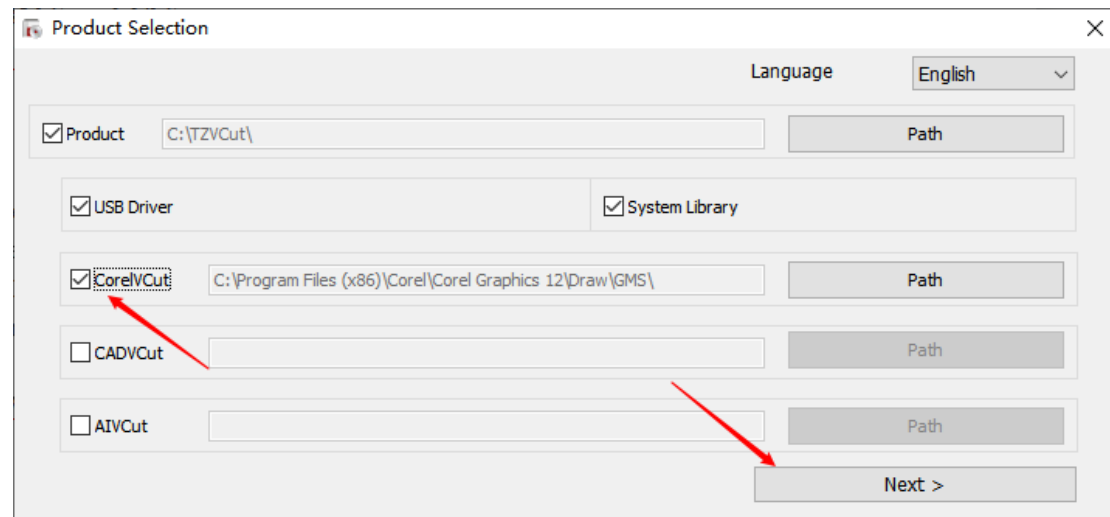 Product Selection
Language English
Product C:\TZVCut\ Path
USB Driver System Library
CorelVCut C:\Program Files (x86)\Corel\Corel Graphics 12\Draw\GMS\ Path
CADVCut Path
AIVCut Path
Next >